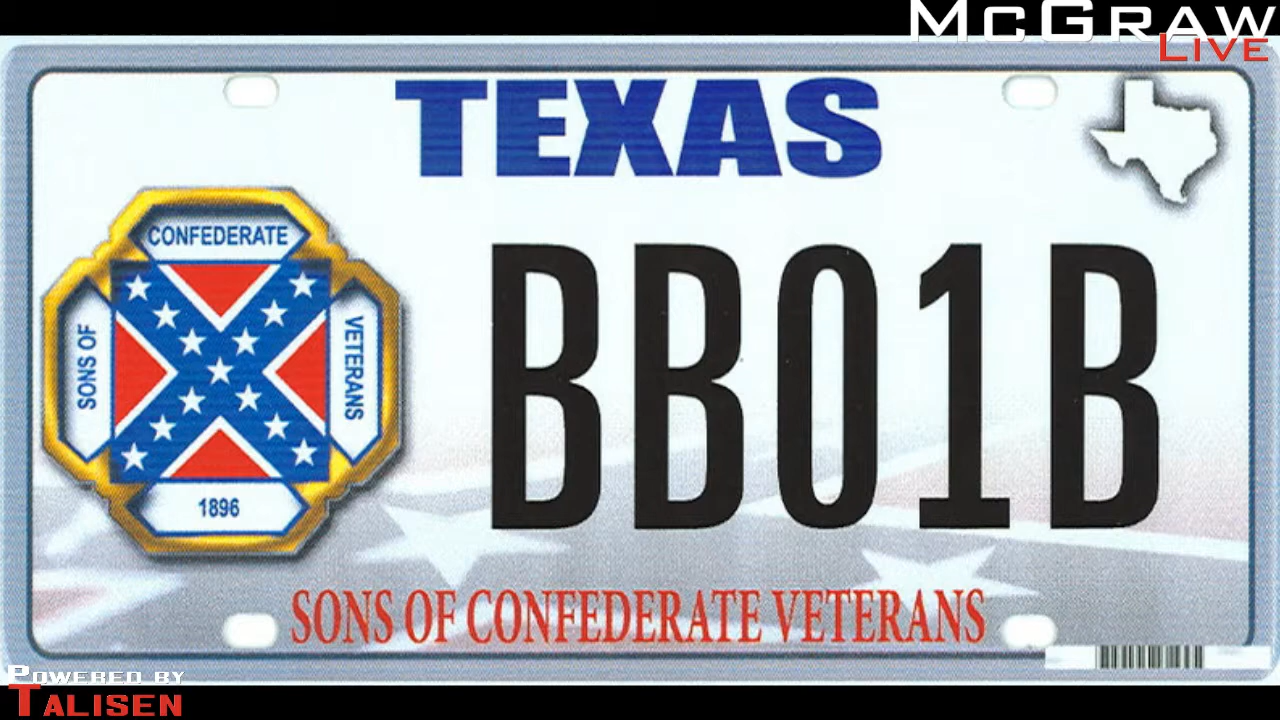 McGraw
Live
TEXAS
CONFEDERATE
SONS OF
VETERANS
1896
BB01B
SONS OF CONFEDERATE VETERANS
Powered by
Talisen